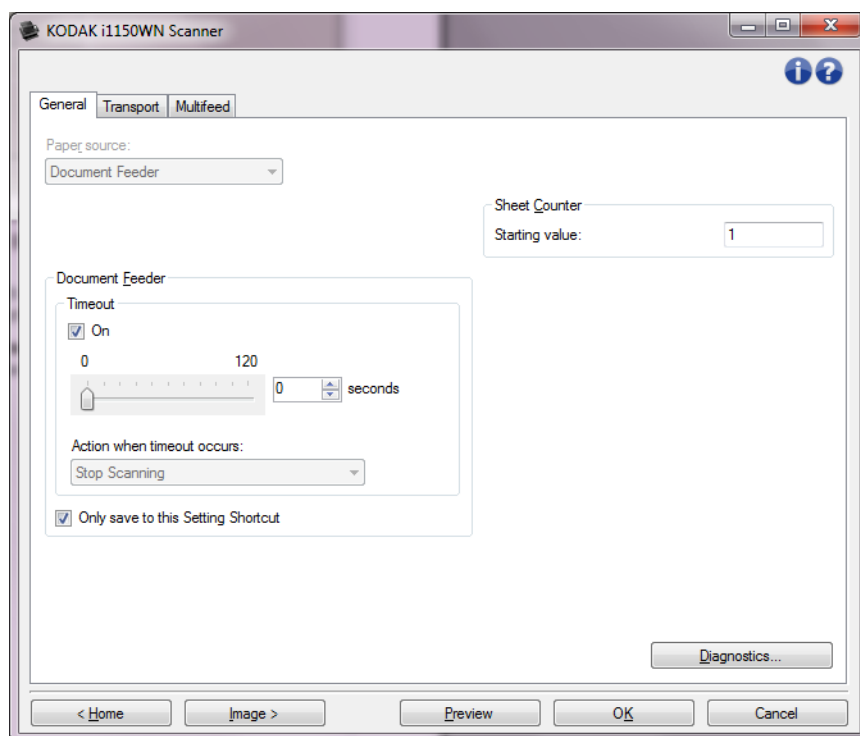 KODAK i1150WN Scanner
General Transport Multifeed
Paper source:
Document Feeder
Sheet Counter
Starting value: 1
Document Feeder
Timeout
On
0 120
0 seconds
Action when timeout occurs:
Stop Scanning
Only save to this Setting Shortcut
Diagnostics...
< Home Image > Preview OK Cancel